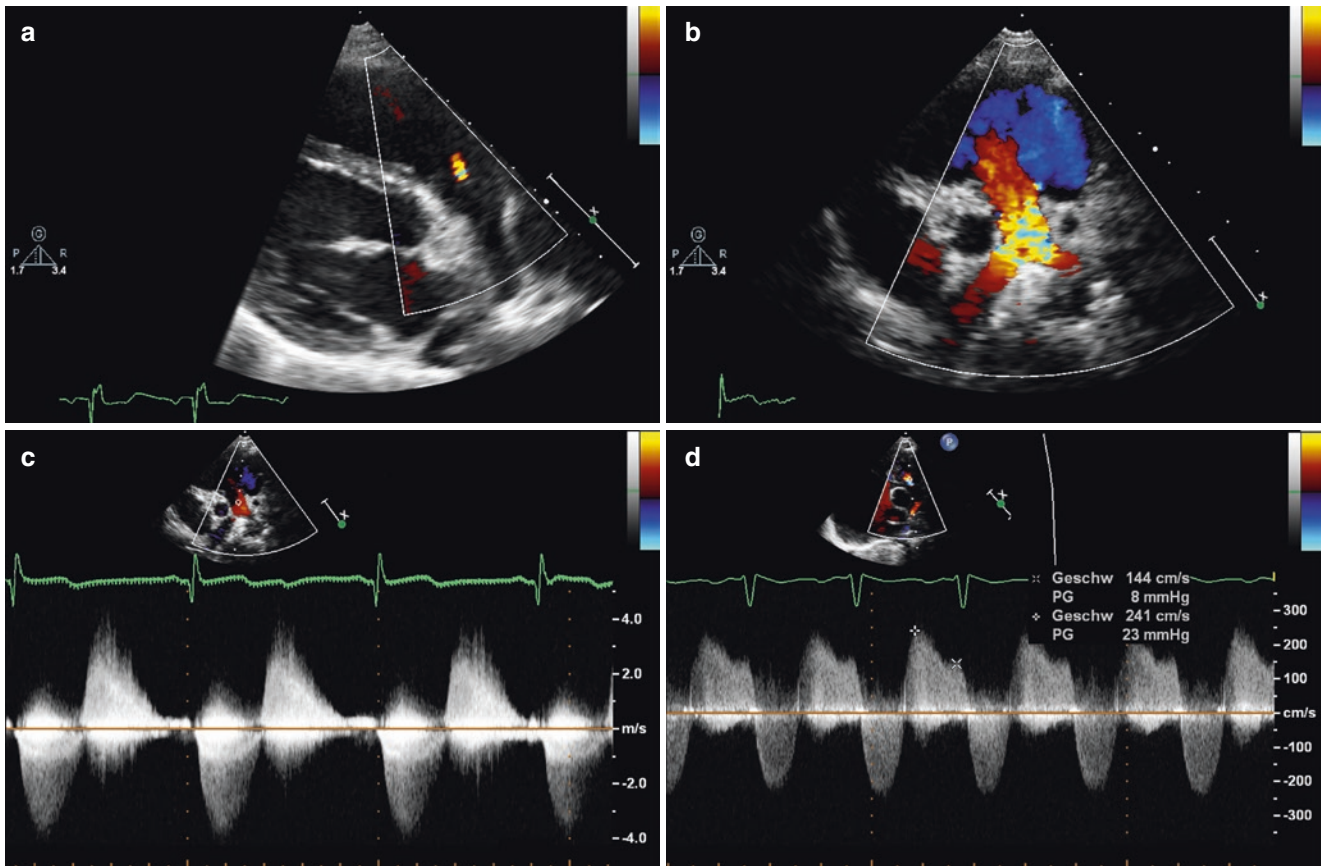 a
G
P R
1.7 3.4
X
b
G
P R
1.7 3.4
X
c
X
4.0
2.0
m/s
-2.0
-4.0
d
P
X
Geschw 144 cm/s
PG 8 mmHg
Geschw 241 cm/s
PG 23 mmHg
300
200
100
cm/s
-100
-200
-300